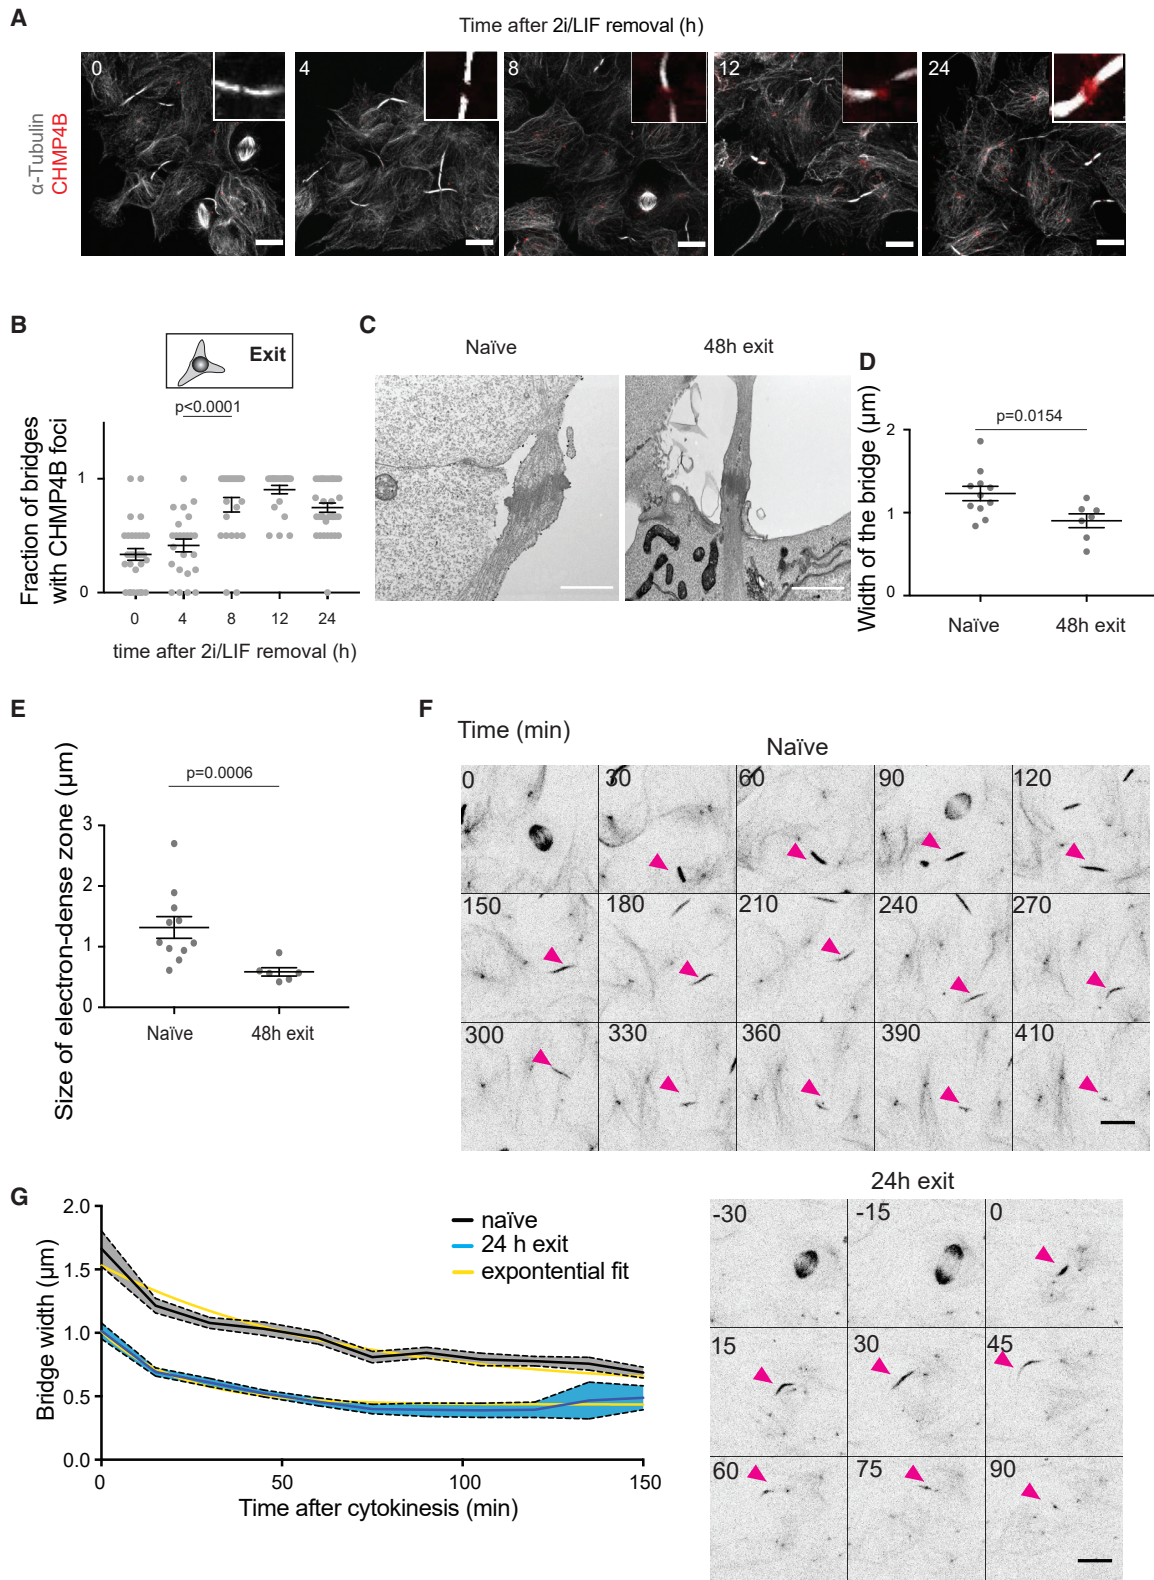 A
Time after 2i/LIF removal (h)
0
4
8
12
24
α-Tubulin
CHMP4B
B
Exit
p<0.0001
Fraction of bridges
with CHMP4B foci
1
0
0 4 8 12 24
time after 2i/LIF removal (h)
C
Naïve
48h exit
D
Width of the bridge (µm)
p=0.0154
2
1
0
Naïve 48h exit
E
Size of electron-dense zone (µm)
p=0.0006
3
2
1
0
Naïve 48h exit
F
Time (min)
Naïve
0 30 60 90 120
150 180 210 240 270
300 330 360 390 410
24h exit
-30 -15 0
15 30 45
60 75 90
G
Bridge width (µm)
2.0
1.5
1.0
0.5
0.0
naïve
24 h exit
expontential fit
0 50 100 150
Time after cytokinesis (min)